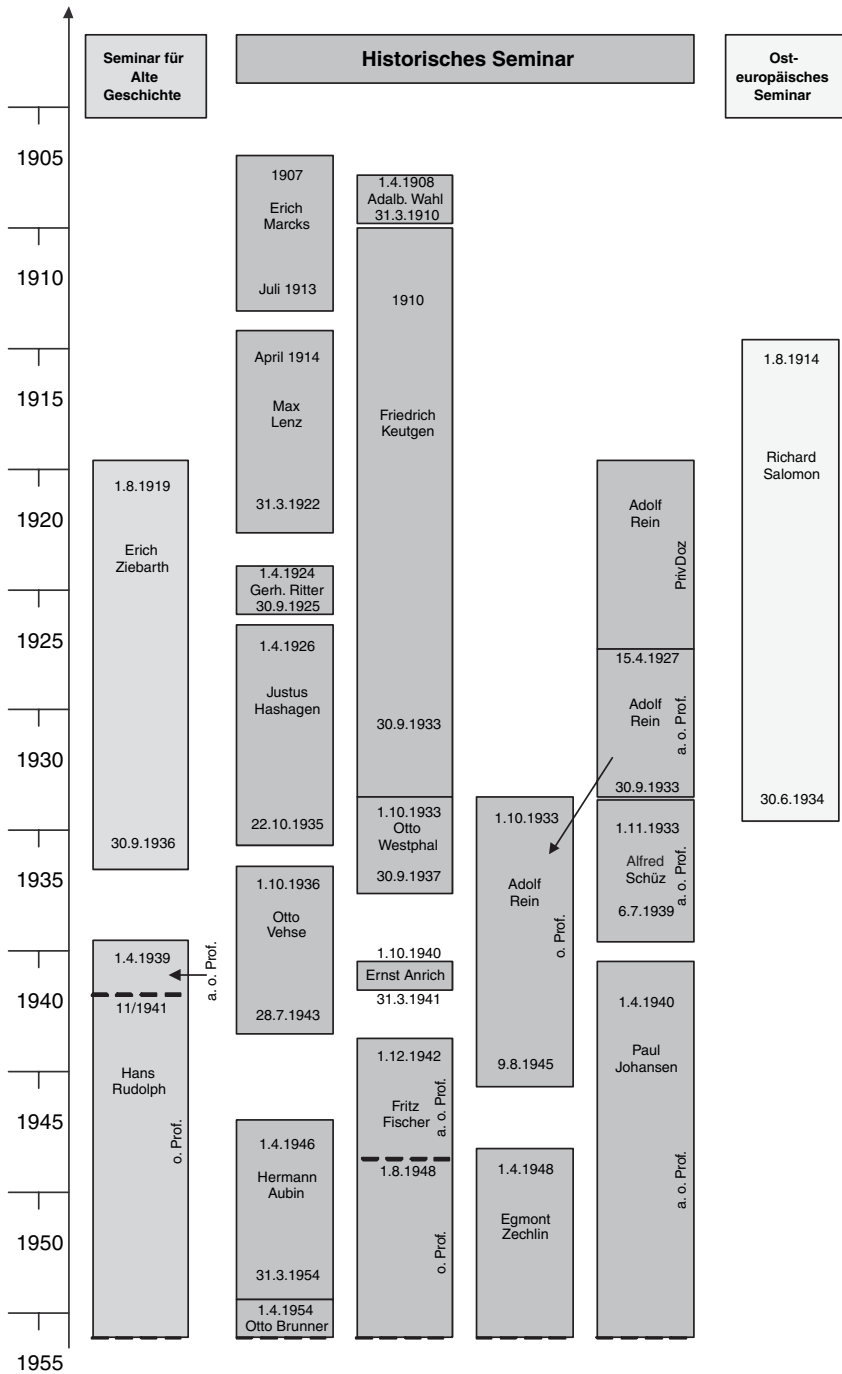 Seminar für
Alte
Geschichte
Historisches Seminar
Ost-
europäisches
Seminar
1905
1910
1915
1920
1925
1930
1935
1940
1945
1950
1955
1.8.1919
Erich
Ziebarth
30.9.1936
1.4.1939
a. o. Prof.
11/1941
Hans
Rudolph
o. Prof.
1907
Erich
Marcks
Juli 1913
April 1914
Max
Lenz
31.3.1922
1.4.1924
Gerh. Ritter
30.9.1925
1.4.1926
Justus
Hashagen
22.10.1935
1.10.1936
Otto
Vehse
28.7.1943
1.4.1946
Hermann
Aubin
31.3.1954
1.4.1954
Otto Brunner
1.4.1908
Adalb. Wahl
31.3.1910
1910
Friedrich
Keutgen
30.9.1933
1.10.1933
Otto
Westphal
30.9.1937
1.10.1940
Ernst Anrich
31.3.1941
1.12.1942
Fritz
Fischer
a. o. Prof.
1.8.1948
o. Prof.
1.10.1933
Adolf
Rein
o. Prof.
9.8.1945
1.4.1948
Egmont
Zechlin
Adolf
Rein
PrivDoz
15.4.1927
Adolf
Rein
a. o. Prof.
30.9.1933
1.11.1933
Alfred
Schüz
a. o. Prof.
6.7.1939
1.4.1940
Paul
Johansen
a. o. Prof.
1.8.1914
Richard
Salomon
30.6.1934